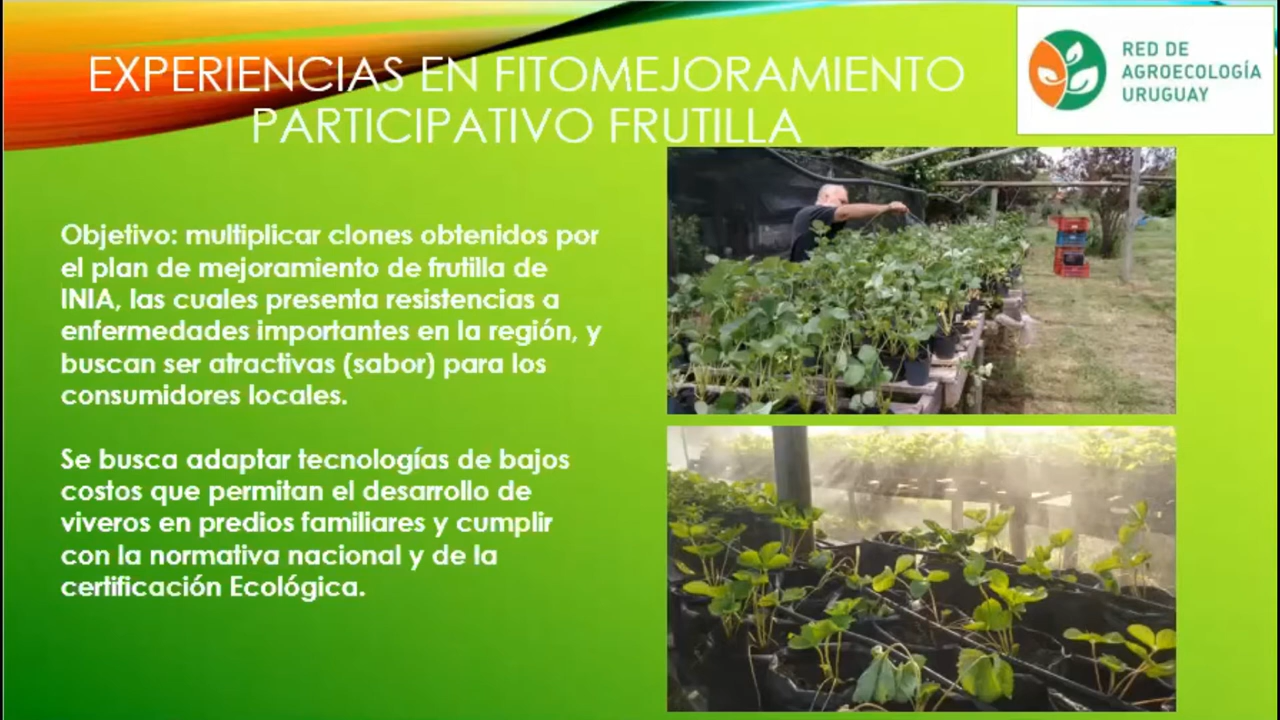 EXPERIENCIAS EN FITOMEJORAMIENTO
PARTICIPATIVO FRUTILLA
RED DE
AGROECOLOGÍA
URUGUAY
Objetivo: multiplicar clones obtenidos por
el plan de mejoramiento de frutilla de
INIA, las cuales presenta resistencias a
enfermedades importantes en la región, y
buscan ser atractivas (sabor) para los
consumidores locales.
Se busca adaptar tecnologías de bajos
costos que permitan el desarrollo de
viveros en predios familiares y cumplir
con la normativa nacional y de la
certificación Ecológica.